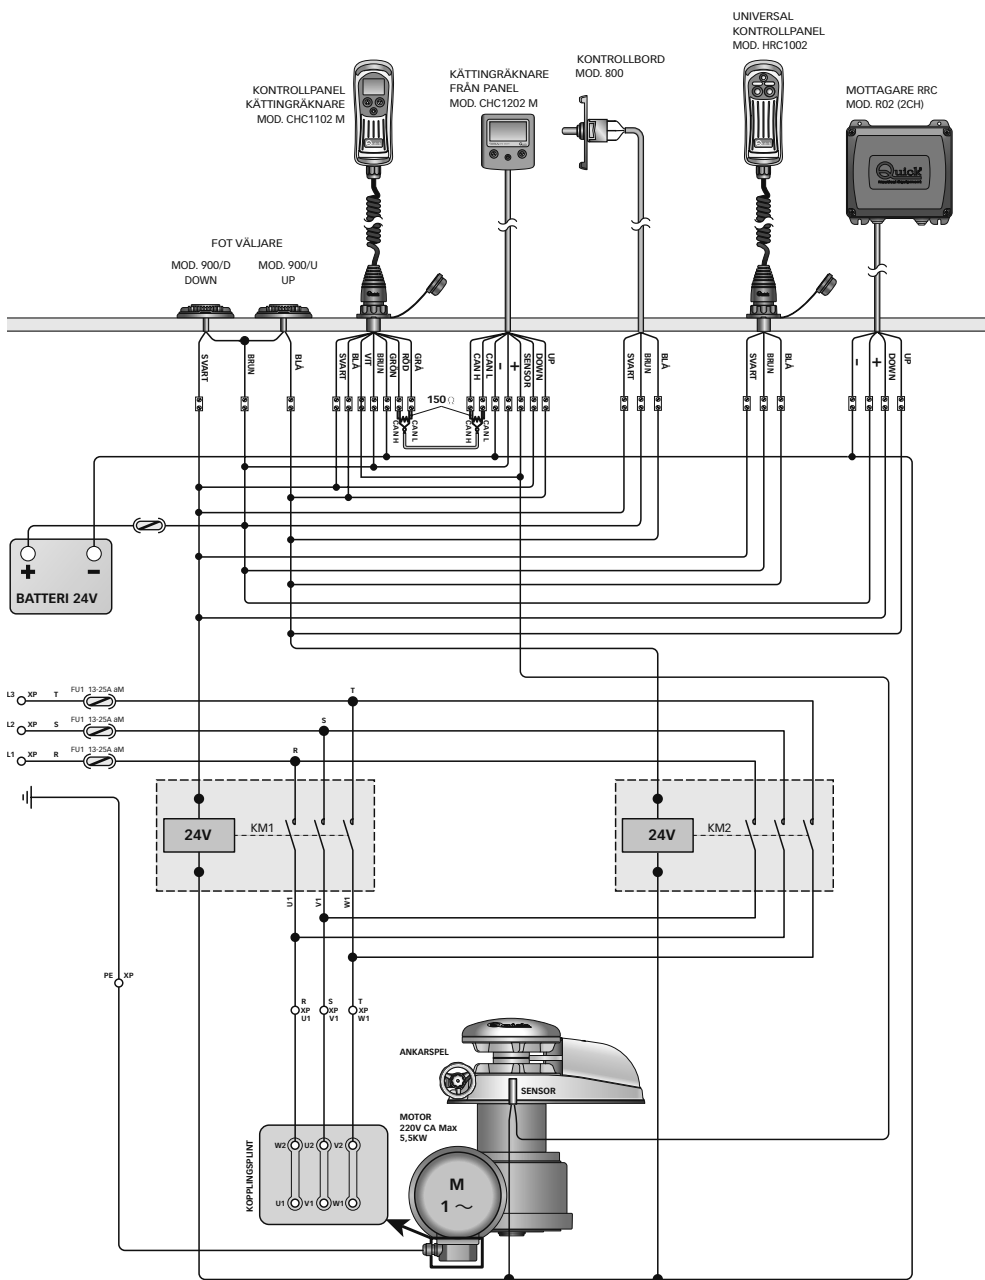 UNIVERSAL
KONTROLLPANEL
MOD. HRC1002
KONTROLLBORD
MOD. 800
KÄTTINGRÄKNARE
FRÅN PANEL
MOD. CHC1202 M
KONTROLLPANEL
KÄTTINGRÄKNARE
MOD. CHC1102 M
MOTTAGARE RRC
MOD. R02 (2CH)
Quick
Nautical Equipment
FOT VÄLJARE
MOD. 900/D
DOWN
MOD. 900/U
UP
SVART
BRUN
BLÅ
SVART
BLÅ
VIT
BRUN
GRÖN
RÖD
GRÅ
CAN H
CAN L
-
+
SENSOR
DOWN
UP
SVART
BRUN
BLÅ
SVART
BRUN
BLÅ
-
+
DOWN
UP
150 Ω
CAN H
CAN L
CAN H
CAN L
+ -
BATTERI 24V
L3 XP T FU1 13-25A aM
T
L2 XP S FU1 13-25A aM
S
L1 XP R FU1 13-25A aM
R
24V
KM1
24V
KM2
U1
V1
W1
PE XP
R
XP
U1
S
XP
V1
T
XP
W1
Quick
ANKARSPEL
SENSOR
MOTOR
220V CA Max
5,5KW
KOPPLINGSPLINT
W2 U2 V2
U1 V1 W1
M
1 ~